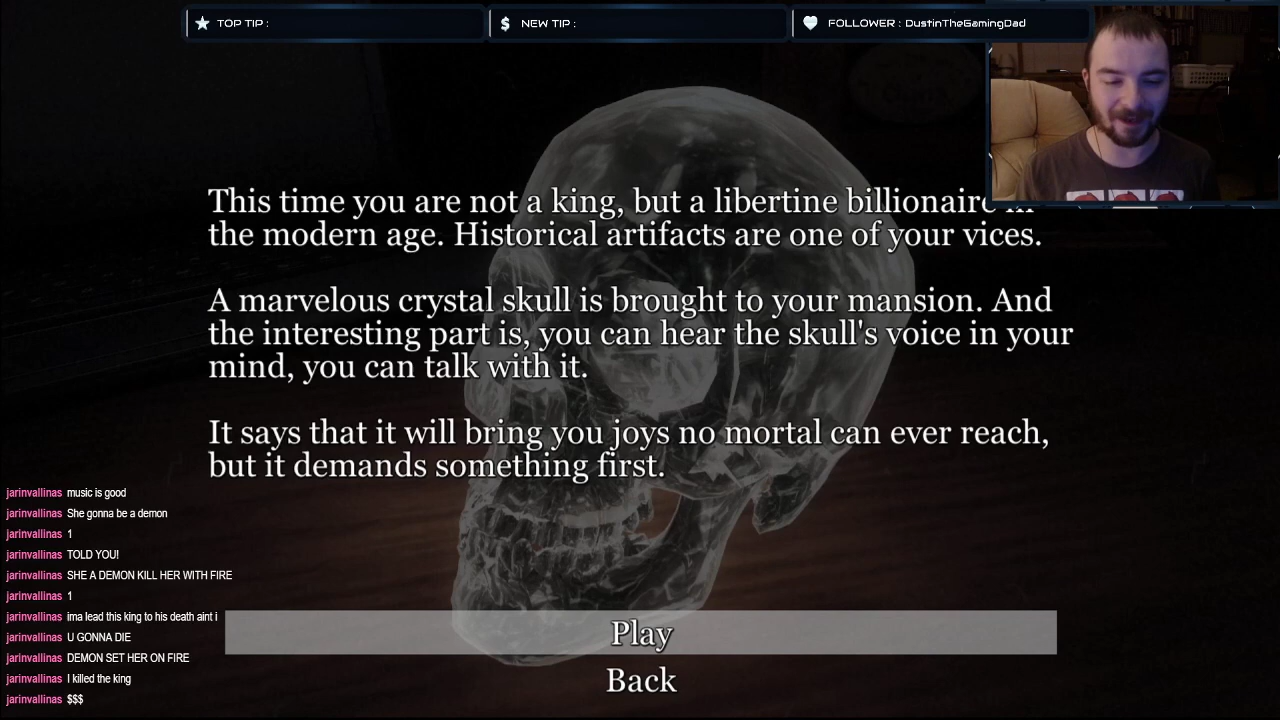 TOP TIP :
NEW TIP :
FOLLOWER : DustinTheGamingDad
This time you are not a king, but a libertine billionaire in
the modern age. Historical artifacts are one of your vices.
A marvelous crystal skull is brought to your mansion. And
the interesting part is, you can hear the skull's voice in your
mind, you can talk with it.
It says that it will bring you joys no mortal can ever reach,
but it demands something first.
jarinvallinas music is good
jarinvallinas She gonna be a demon
jarinvallinas 1
jarinvallinas TOLD YOU!
jarinvallinas SHE A DEMON KILL HER WITH FIRE
jarinvallinas 1
jarinvallinas ima lead this king to his death aint i
jarinvallinas U GONNA DIE
jarinvallinas DEMON SET HER ON FIRE
jarinvallinas I killed the king
jarinvallinas $$$
Play
Back